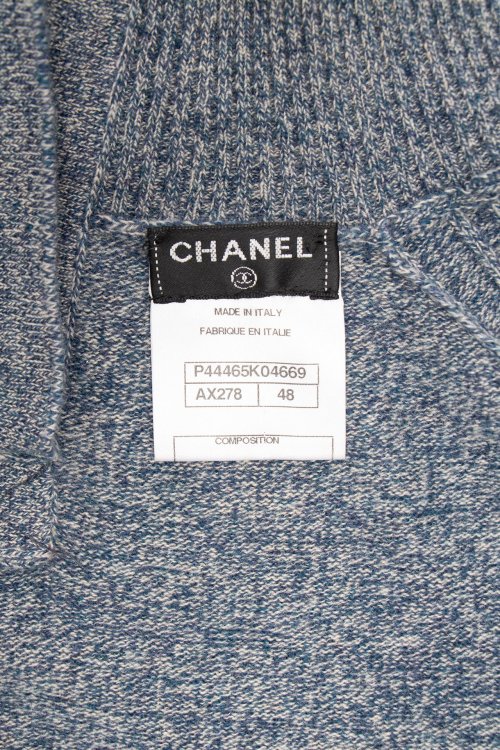 CHANEL
MADE IN ITALY
FABRIQUE EN ITALIE
P44465K04669
AX278 48
COMPOSITION